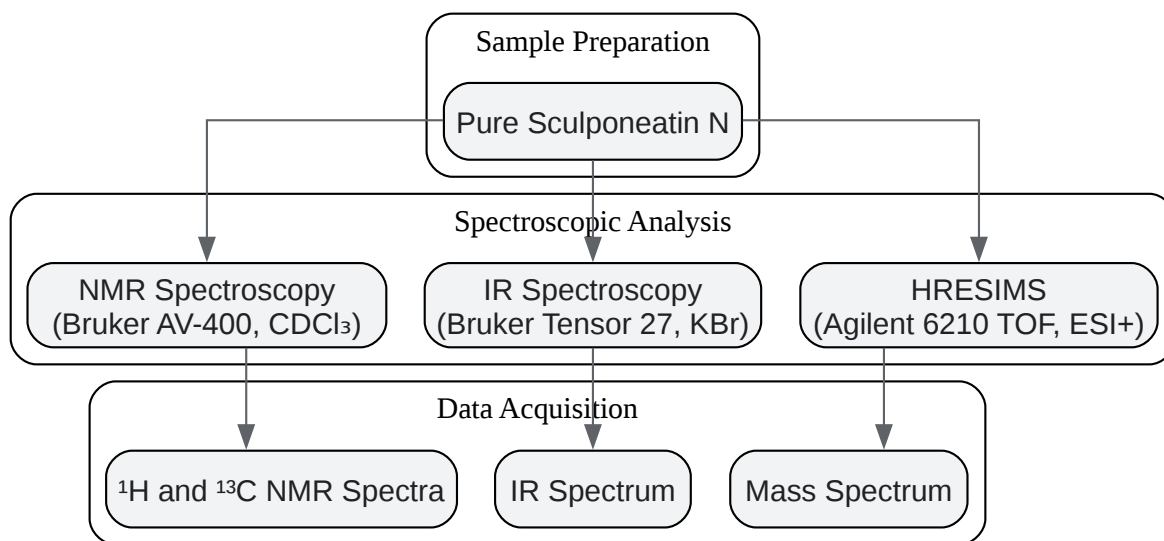 Sample Preparation
Pure Sculponeatin N
Spectroscopic Analysis
NMR Spectroscopy
(Bruker AV-400, CDCl₃)
IR Spectroscopy
(Bruker Tensor 27, KBr)
HRESIMS
(Agilent 6210 TOF, ESI+)
Data Acquisition
¹H and ¹³C NMR Spectra
IR Spectrum
Mass Spectrum